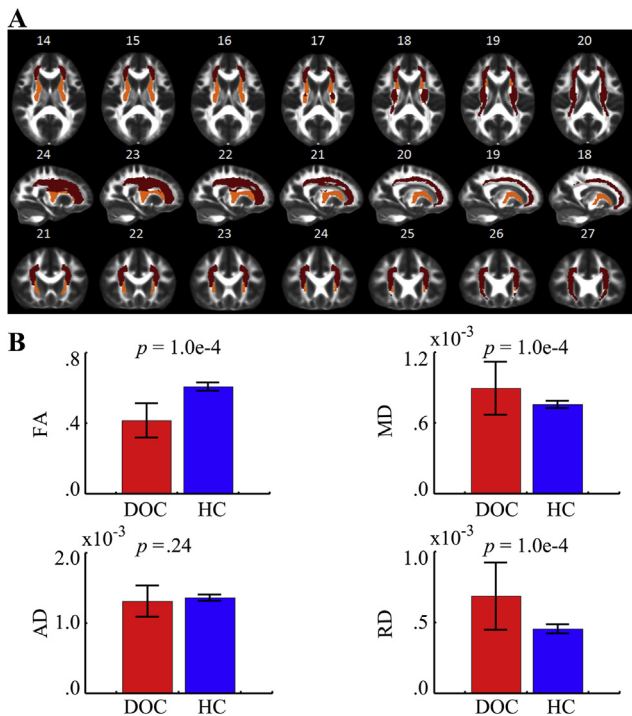 A
14 15 16 17 18 19 20
24 23 22 21 20 19 18
21 22 23 24 25 26 27
B
p = 1.0e-4
.8
.4
.0
FA
DOC HC
x10⁻³
p = 1.0e-4
1.2
.6
.0
MD
DOC HC
x10⁻³
p = .24
2.0
1.0
.0
AD
DOC HC
x10⁻³
p = 1.0e-4
1.0
.5
.0
RD
DOC HC